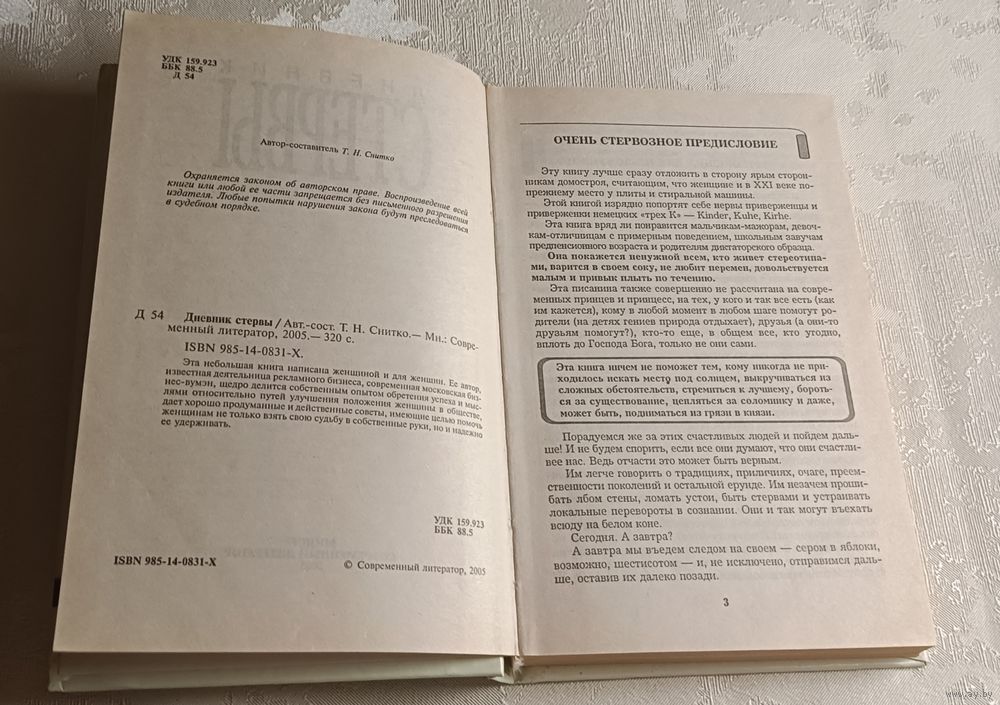 УДК 159.923
ББК 88.5
Д 54
Автор-составитель Т. Н. Снитко
Охраняется законом об авторском праве. Воспроизведение всей
книги или любой ее части запрещается без письменного разрешения
издателя. Любые попытки нарушения закона будут преследоваться
в судебном порядке.
Д 54 Дневник стервы / Авт.-сост. Т. Н. Снитко.— Мн.: Совре-
менный литератор, 2005.— 320 с.
ISBN 985-14-0831-X.
Эта небольшая книга написана женщиной и для женщин. Ее автор,
известная деятельница рекламного бизнеса, современная московская биз-
нес-вумэн, щедро делится собственным опытом обретения успеха и мыс-
лями относительно путей улучшения положения женщины в обществе,
дает хорошо продуманные и действенные советы, имеющие целью помочь
женщинам не только взять свою судьбу в собственные руки, но и надежно
ее удерживать.
УДК 159.923
ББК 88.5
ISBN 985-14-0831-X
© Современный литератор, 2005
ОЧЕНЬ СТЕРВОЗНОЕ ПРЕДИСЛОВИЕ
Эту книгу лучше сразу отложить в сторону ярым сторон-
никам домостроя, считающим, что женщине и в XXI веке по-
прежнему место у плиты и стиральной машины.
Этой книгой изрядно попортят себе нервы приверженцы и
приверженки немецких «трех К» — Kinder, Kuhe, Kirhe.
Эта книга вряд ли понравится мальчикам-мажорам, девоч-
кам-отличницам с примерным поведением, школьным завучам
предпенсионного возраста и родителям диктаторского образца.
Она покажется ненужной всем, кто живет стереотипа-
ми, варится в своем соку, не любит перемен, довольствуется
малым и привык плыть по течению.
Эта писанина также совершенно не рассчитана на совре-
менных принцев и принцесс, на тех, у кого и так все есть (как
им кажется), кому в любой момент в любом шаге помогут ро-
дители (на детях гениев природа отдыхает), друзья (а они-то
друзьям помогут?), кто-то еще, в общем все, кто угодно,
вплоть до Господа Бога, только не они сами.
Эта книга ничем не поможет тем, кому никогда не при-
ходилось искать место под солнцем, выкручиваться из
сложных обстоятельств, стремиться к лучшему, бороть-
ся за существование, цепляться за соломинку и даже,
может быть, подниматься из грязи в князи.
Порадуемся же за этих счастливых людей и пойдем даль-
ше! И не будем спорить, если все они думают, что они счастли-
вее нас. Ведь отчасти это может быть верным.
Им легко говорить о традициях, приличиях, очаге, преем-
ственности поколений и остальной ерунде. Им незачем проши-
бать лбом стены, ломать устои, быть стервами и устраивать
локальные перевороты в сознании. Они и так могут въехать
всюду на белом коне.
Сегодня. А завтра?
А завтра мы въедем следом на своем — сером в яблоки,
возможно, шестисотом — и, не исключено, отправимся даль-
ше, оставив их далеко позади.
3
www.ay.by